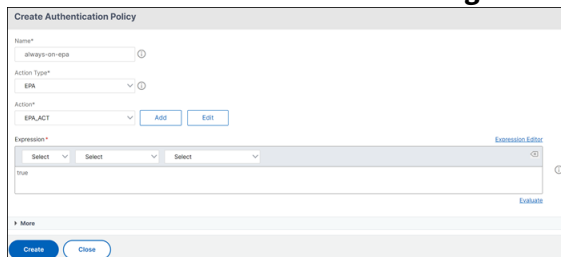 Create Authentication Policy
Name*
always-on-epa
Action Type*
EPA
Action*
EPA_ACT Add Edit
Expression* Expression Editor
Select Select Select
true
Evaluate
More
Create Close